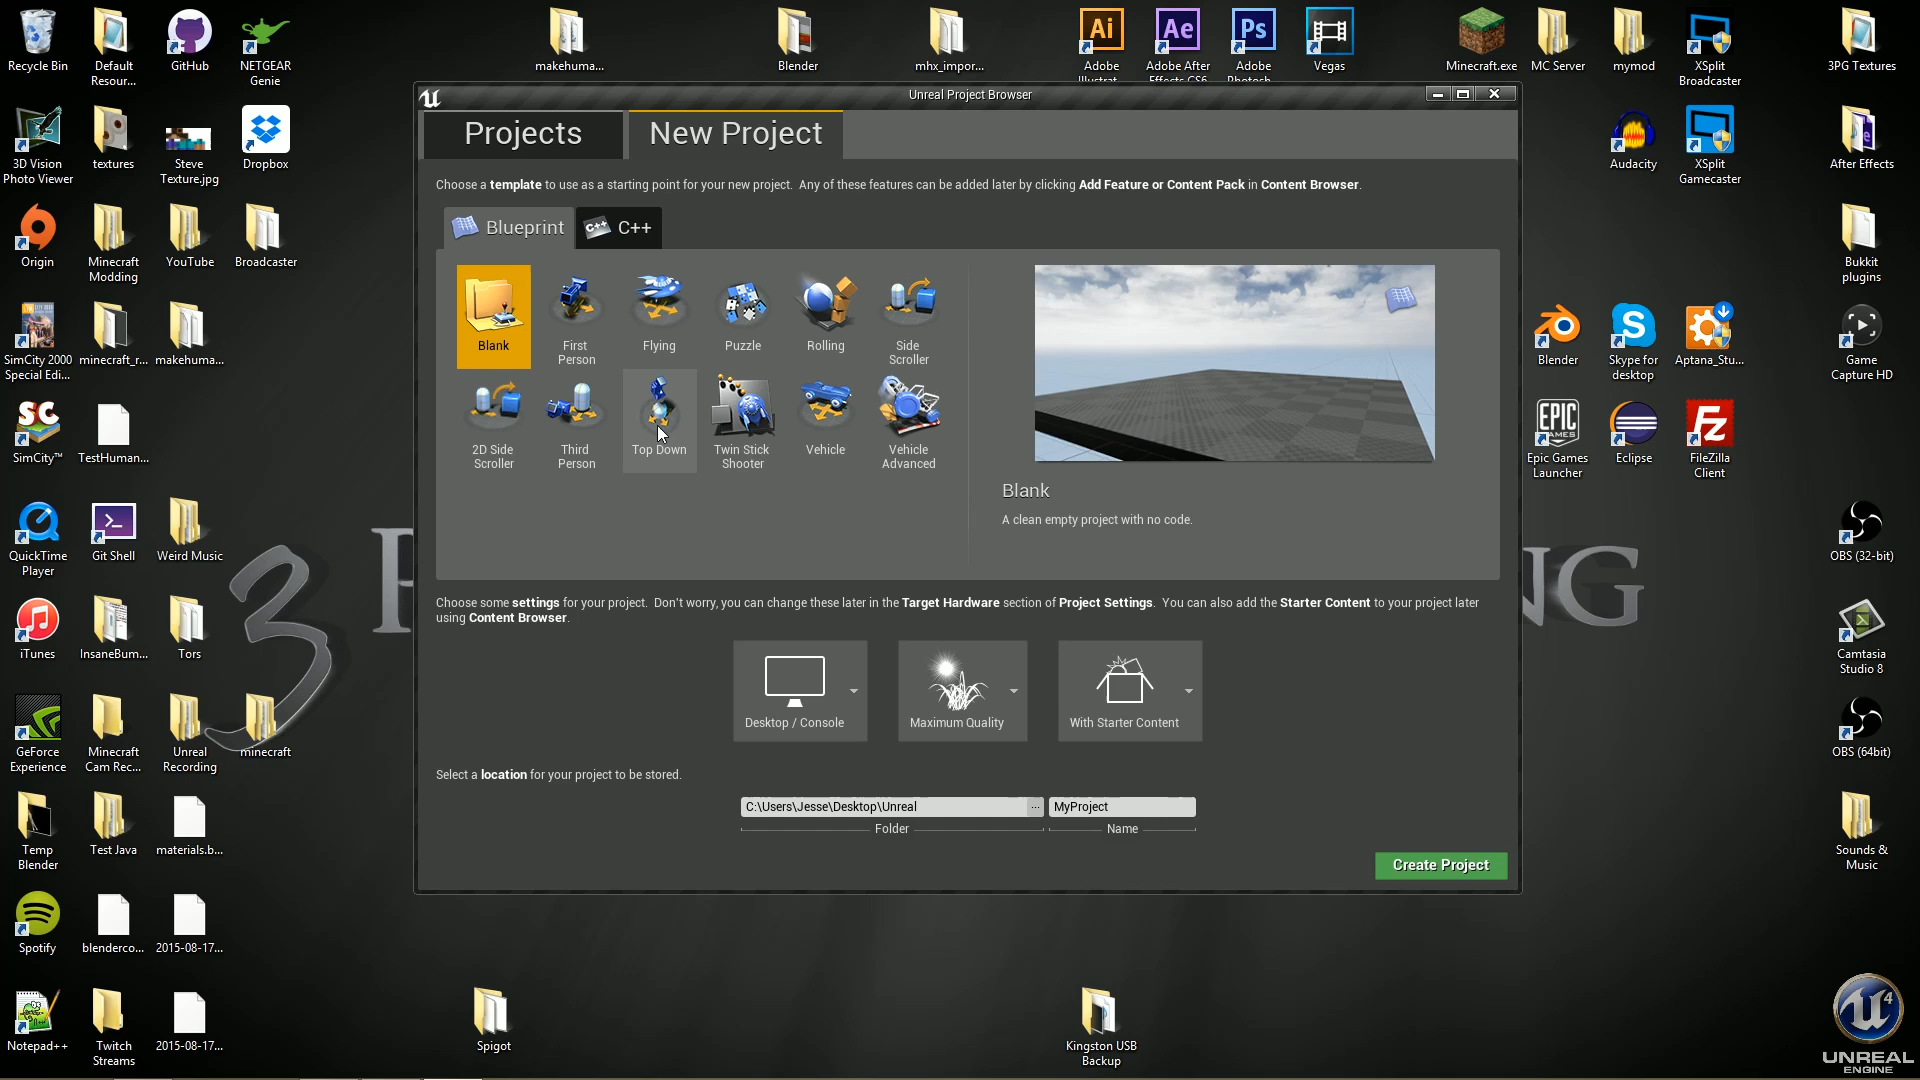 Recycle Bin
Default
Resour...
GitHub
NETGEAR
Genie
makehuma...
Blender
mhx_impor...
Ai
Adobe
Illustrat...
Ae
Adobe After
Effects CS6
Ps
Adobe
Photosh...
Vegas
Minecraft.exe
MC Server
mymod
XSplit
Broadcaster
3PG Textures
3D Vision
Photo Viewer
textures
Steve
Texture.jpg
Dropbox
Audacity
XSplit
Gamecaster
After Effects
Origin
Minecraft
Modding
YouTube
Broadcaster
Bukkit
plugins
SimCity 2000
Special Edi...
minecraft_r...
makehuma...
Blender
Skype for
desktop
Aptana_Stu...
Game
Capture HD
SC
SimCity™
TestHuman...
EPIC
GAMES
Epic Games
Launcher
Eclipse
Fz
FileZilla
Client
QuickTime
Player
Git Shell
Weird Music
OBS (32-bit)
iTunes
InsaneBum...
Tors
Camtasia
Studio 8
GeForce
Experience
Minecraft
Cam Rec...
Unreal
Recording
minecraft
OBS (64bit)
Temp
Blender
Test Java
materials.b...
Sounds &
Music
Spotify
blenderco...
2015-08-17...
Notepad++
Twitch
Streams
2015-08-17...
Spigot
Kingston USB
Backup
UNREAL
ENGINE
Unreal Project Browser
Projects
New Project
Choose a template to use as a starting point for your new project. Any of these features can be added later by clicking Add Feature or Content Pack in Content Browser.
Blueprint
C++
C++
Blank
First
Person
Flying
Puzzle
Rolling
Side
Scroller
2D Side
Scroller
Third
Person
Top Down
Twin Stick
Shooter
Vehicle
Vehicle
Advanced
Blank
A clean empty project with no code.
Choose some settings for your project. Don't worry, you can change these later in the Target Hardware section of Project Settings. You can also add the Starter Content to your project later
using Content Browser.
Desktop / Console
Maximum Quality
With Starter Content
Select a location for your project to be stored.
C:\Users\Jesse\Desktop\Unreal
...
MyProject
Folder
Name
Create Project